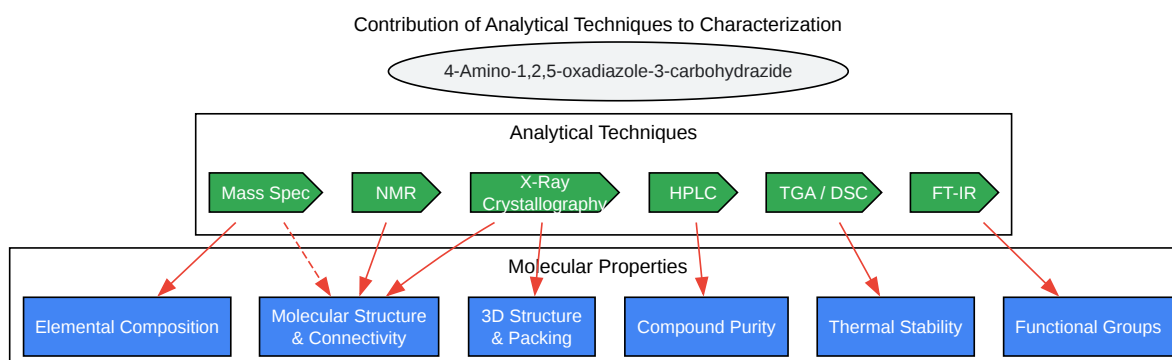 Contribution of Analytical Techniques to Characterization
4-Amino-1,2,5-oxadiazole-3-carbohydrazide
Analytical Techniques
Mass Spec
NMR
X-Ray
Crystallography
HPLC
TGA / DSC
FT-IR
Molecular Properties
Elemental Composition
Molecular Structure
& Connectivity
3D Structure
& Packing
Compound Purity
Thermal Stability
Functional Groups